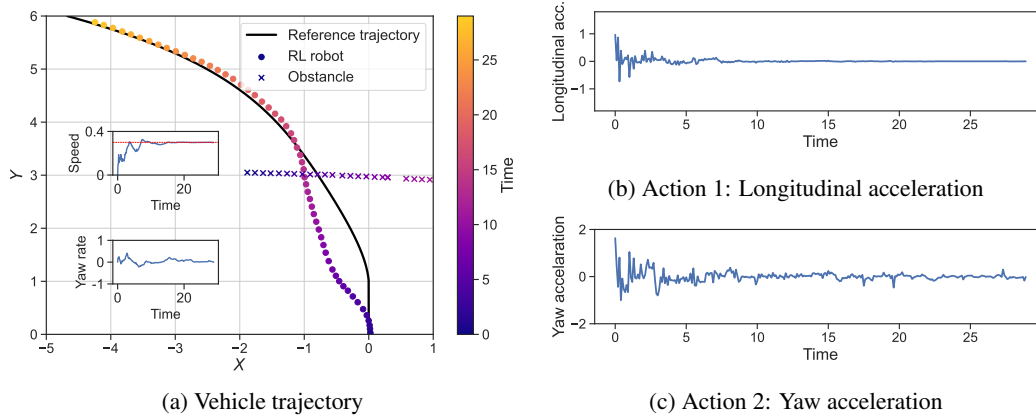 6
5
4
3
2
1
0
Y
−5
−4
−3
−2
−1
0
1
X
Reference trajectory
RL robot
Obstancle
0.4
0
Speed
0
20
Time
1
0
-1
Yaw rate
0
20
Time
25
20
15
10
5
0
Time
(a) Vehicle trajectory
Longitudinal acc.
1
0
−1
0
5
10
15
20
25
Time
(b) Action 1: Longitudinal acceleration
Yaw accelaration
2
0
−2
0
5
10
15
20
25
Time
(c) Action 2: Yaw acceleration